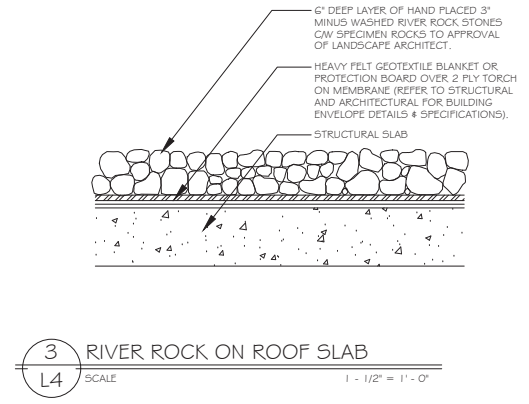 6" DEEP LAYER OF HAND PLACED 3"
MINUS WASHED RIVER ROCK STONES
C/W SPECIMEN ROCKS TO APPROVAL
OF LANDSCAPE ARCHITECT.
HEAVY FELT GEOTEXTILE BLANKET OR
PROTECTION BOARD OVER 2 PLY TORCH
ON MEMBRANE (REFER TO STRUCTURAL
AND ARCHITECTURAL FOR BUILDING
ENVELOPE DETAILS & SPECIFICATIONS).
STRUCTURAL SLAB
3 RIVER ROCK ON ROOF SLAB
L4 SCALE 1 - 1/2" = 1' - 0"